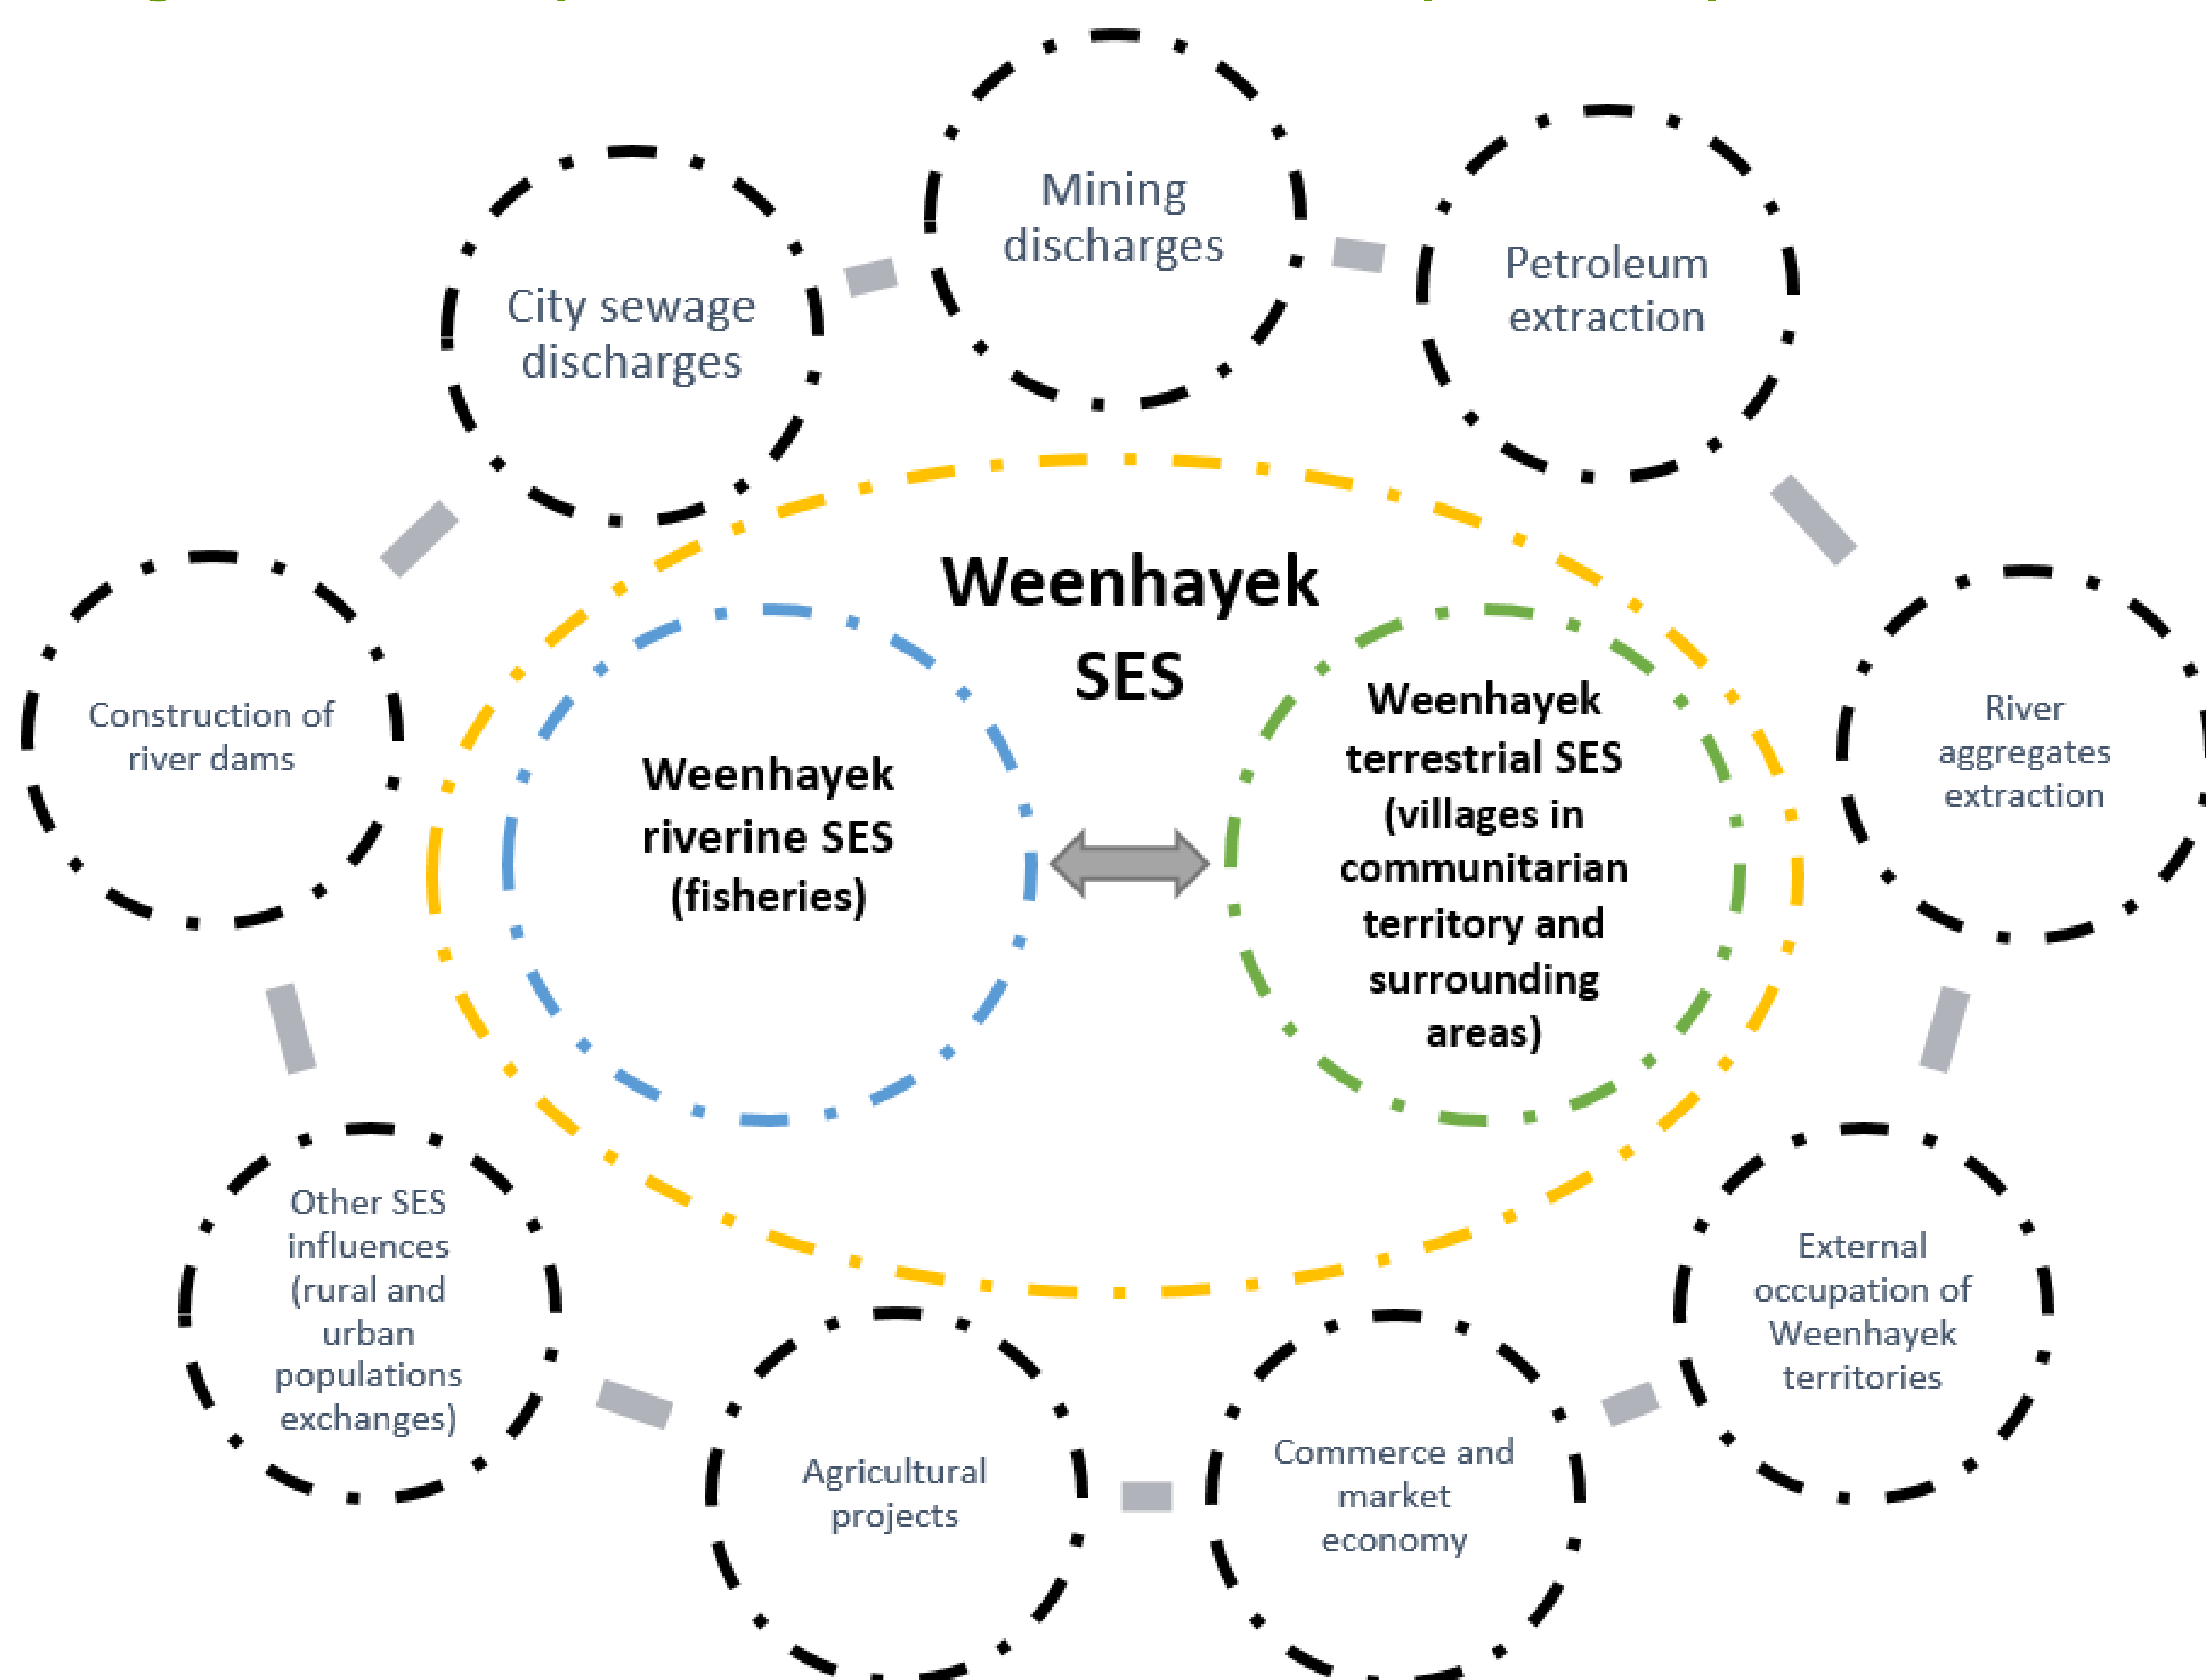 Mining
discharges
City sewage
discharges
Petroleum
extraction
Weenhayek
SES
Construction of
river dams
Weenhayek
riverine SES
(fisheries)
Weenhayek
terrestrial SES
(villages in
communitarian
territory and
surrounding
areas)
River
aggregates
extraction
Other SES
influences
(rural and
urban
populations
exchanges)
External
occupation of
Weenhayek
territories
Agricultural
projects
Commerce and
market
economy